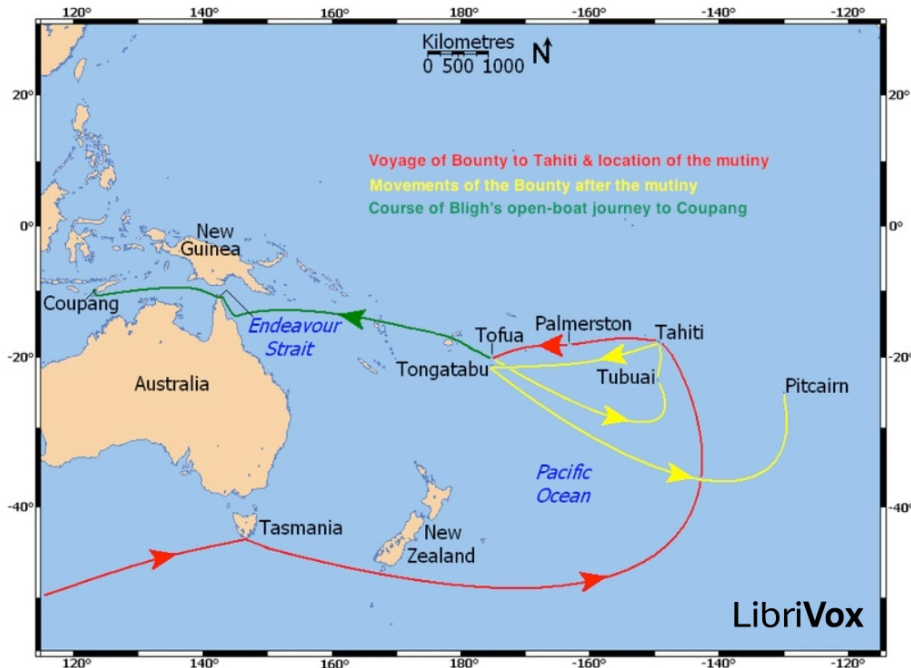 120° 140° 160° 180° -160° -140° -120°
Kilometres
0 500 1000 N
20° 20°
Voyage of Bounty to Tahiti & location of the mutiny
Movements of the Bounty after the mutiny
Course of Bligh's open-boat journey to Coupang
0° 0°
New
Guinea
Coupang
Endeavour
Strait
Tofua
Palmerston
Tahiti
-20° -20°
Tongatabu
Tubuai
Pitcairn
Australia
Pacific
Ocean
-40° -40°
Tasmania
New
Zealand
LibriVox
120° 140° 160° 180° -160° -140° -120°